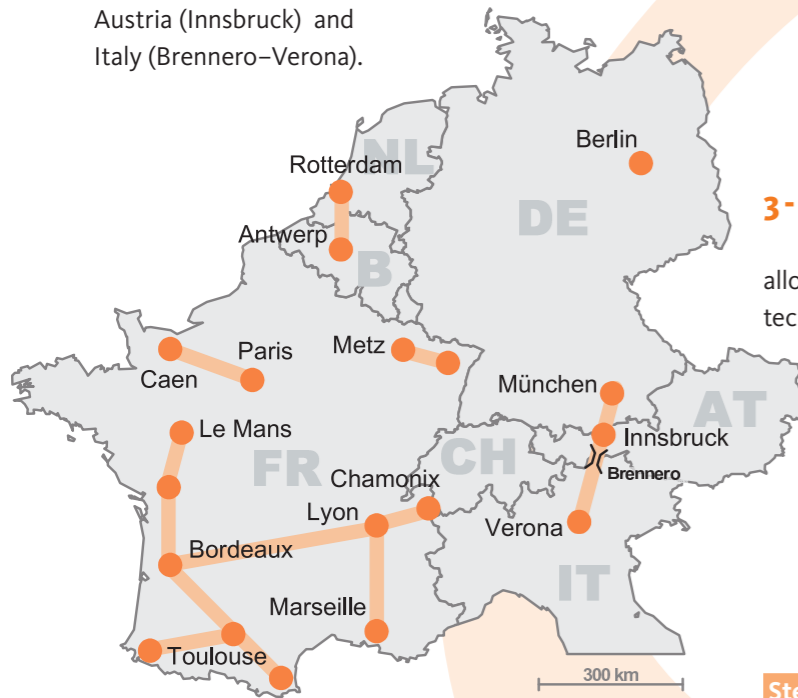 Austria (Innsbruck) and
Italy (Brennero–Verona).
NL
Berlin
Rotterdam
DE
3-
Antwerp
B
allo
tec
Metz
Paris
Caen
München
AT
Le Mans
Innsbruck
CH
FR
Brennero
Chamonix
Lyon
Verona
Bordeaux
IT
Marseille
Toulouse
300 km
Ste